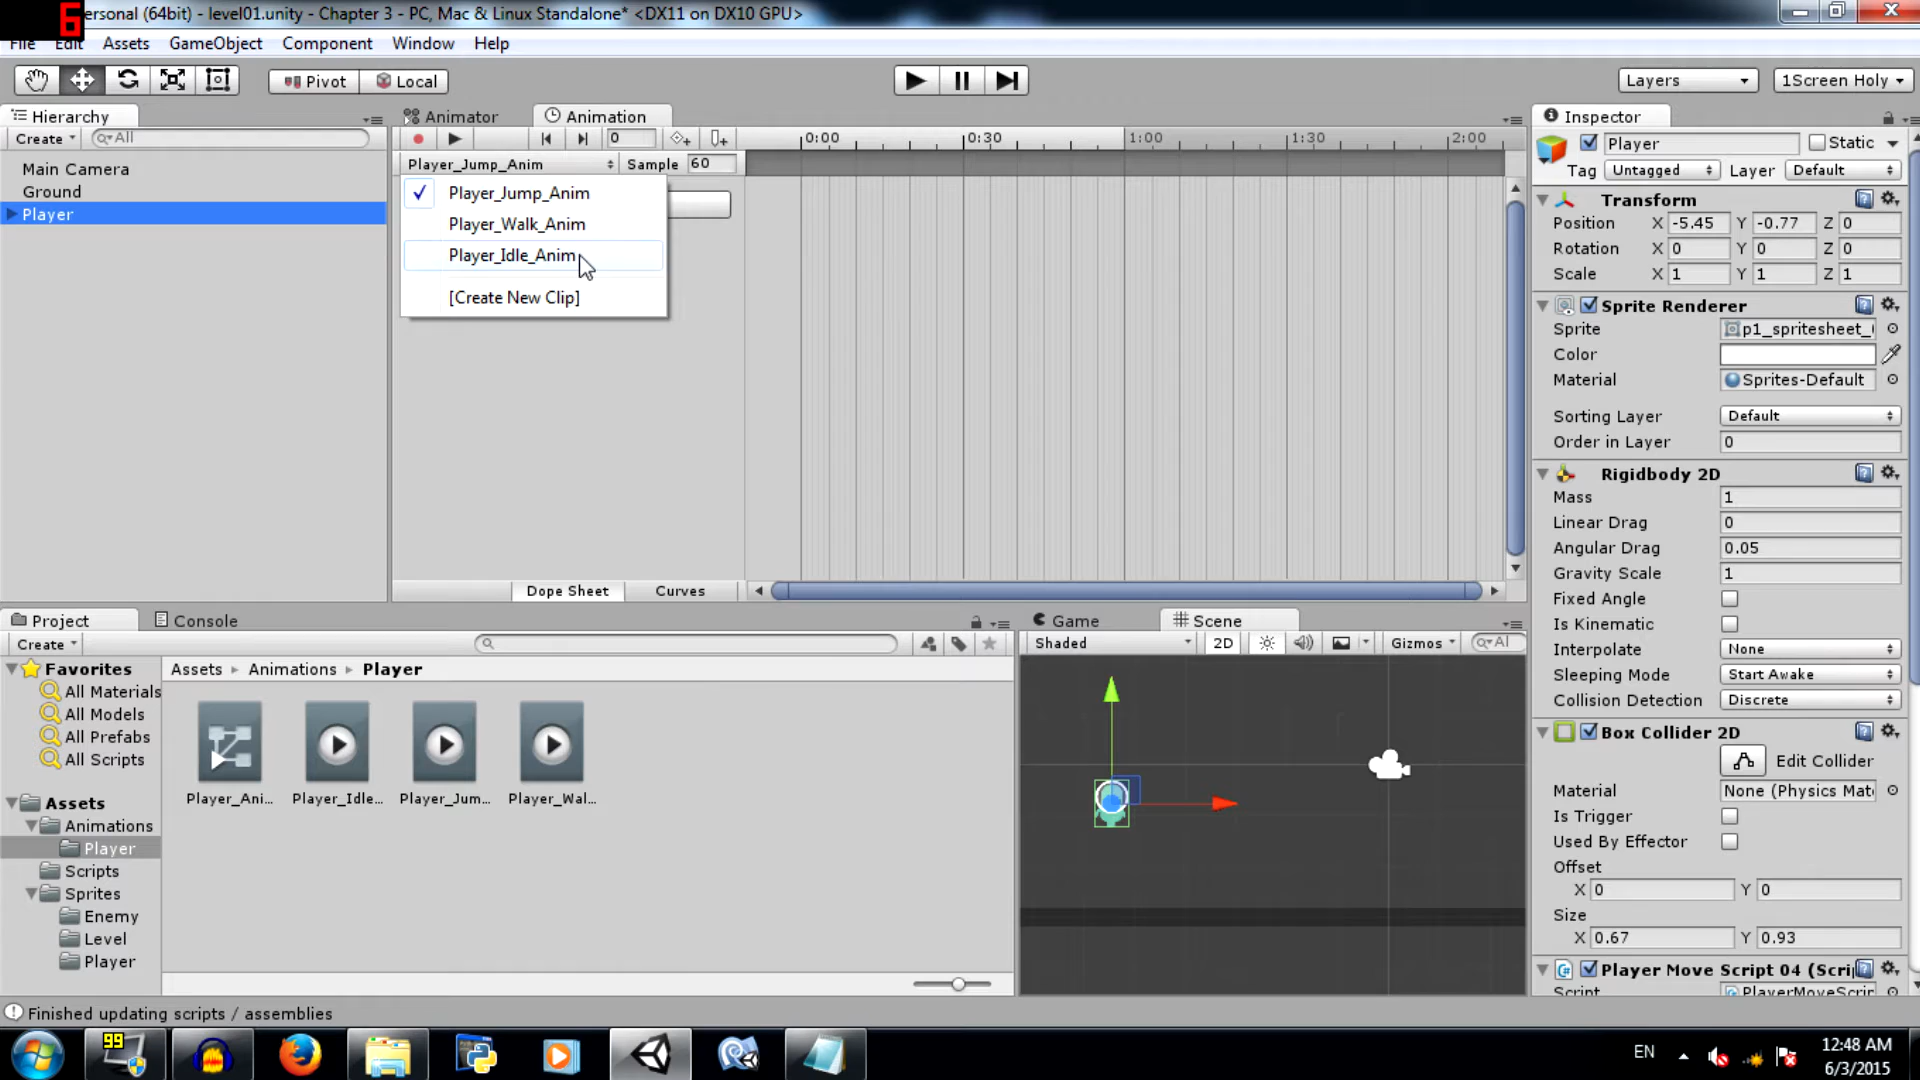 ersonal (64bit) - level01.unity - Chapter 3 - PC, Mac & Linux Standalone* <DX11 on DX10 GPU>
6
File Edit Assets GameObject Component Window Help
Pivot Local Layers 1Screen Holy
Hierarchy Animator Animation Inspector
Create All 0 0:00 0:30 1:00 1:30 2:00
Player Static
Player_Jump_Anim Sample 60
Tag Untagged Layer Default
Main Camera
Ground
Player
Player_Jump_Anim
Player_Walk_Anim
Player_Idle_Anim
[Create New Clip]
Transform
Position X -5.45 Y -0.77 Z 0
Rotation X 0 Y 0 Z 0
Scale X 1 Y 1 Z 1
Sprite Renderer
Sprite p1_spritesheet_
Color
Material Sprites-Default
Sorting Layer Default
Order in Layer 0
Rigidbody 2D
Mass 1
Linear Drag 0
Angular Drag 0.05
Gravity Scale 1
Fixed Angle
Is Kinematic
Interpolate None
Sleeping Mode Start Awake
Collision Detection Discrete
Box Collider 2D
Edit Collider
Material None (Physics Mat
Is Trigger
Used By Effector
Offset
X 0 Y 0
Size
X 0.67 Y 0.93
Player Move Script 04 (Scri
Script PlayerMoveScrip
Dope Sheet Curves
Project Console
Create
Favorites
All Materials
All Models
All Prefabs
All Scripts
Assets
Animations
Player
Scripts
Sprites
Enemy
Level
Player
Assets Animations Player
Player_Ani... Player_Idle... Player_Jum... Player_Wal...
Game Scene
Shaded 2D Gizmos Al
Finished updating scripts / assemblies
99
EN
12:48 AM
6/3/2015